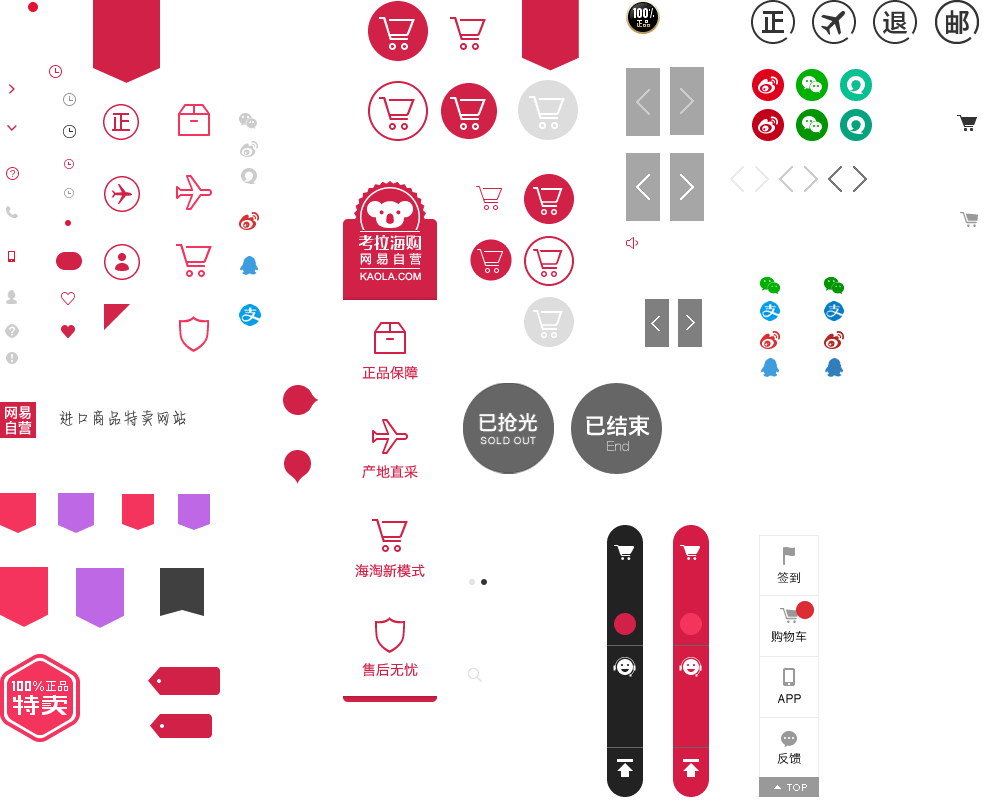 100%
正品
正 退 邮
正
考拉海购
网易自营
KAOLA.COM
支
支 支
正品保障
网易
自营
进口商品特卖网站
已抢光
SOLD OUT
已结束
End
产地直采
海淘新模式
签到
购物车
售后无忧
100%正品
特卖
APP
反馈
TOP